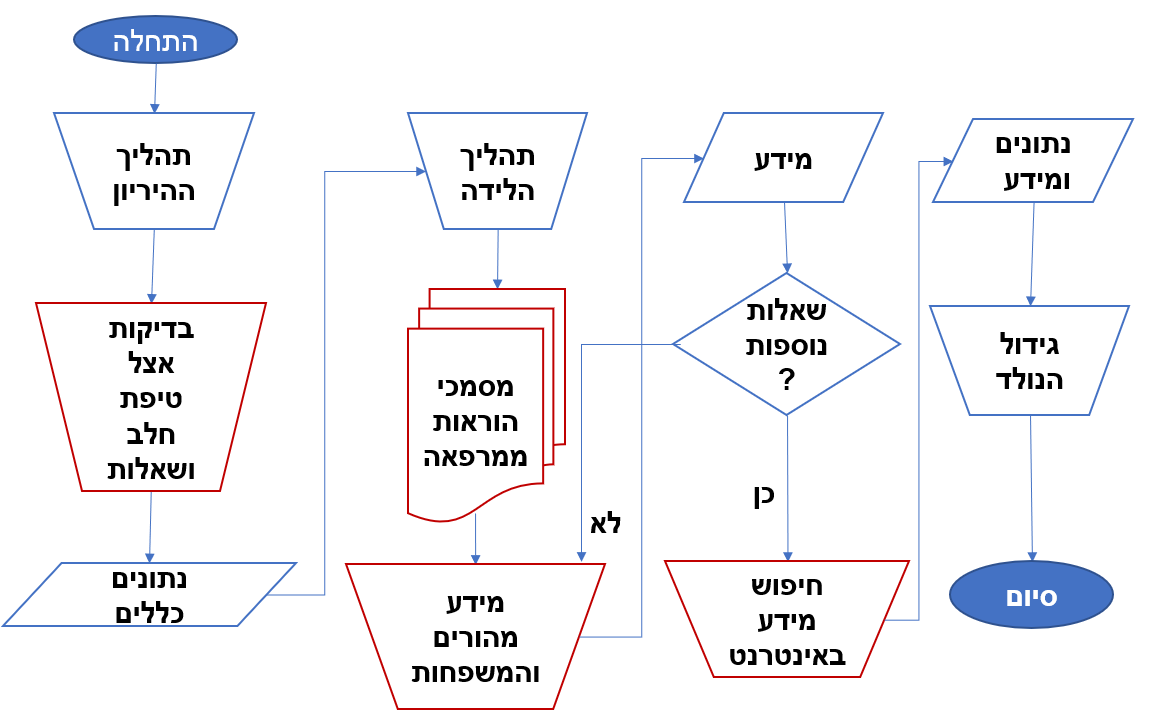 התחלה
תהליך
ההיריון
בדיקות
אצל
טיפת
חלב
ושאלות
נתונים
כללים
תהליך
הלידה
מסמכי
הוראות
ממרפאה
מידע
מהורים
והמשפחות
לא
מידע
שאלות
נוספות
?
כן
חיפוש
מידע
באינטרנט
נתונים
ומידע
גידול
הנולד
סיום